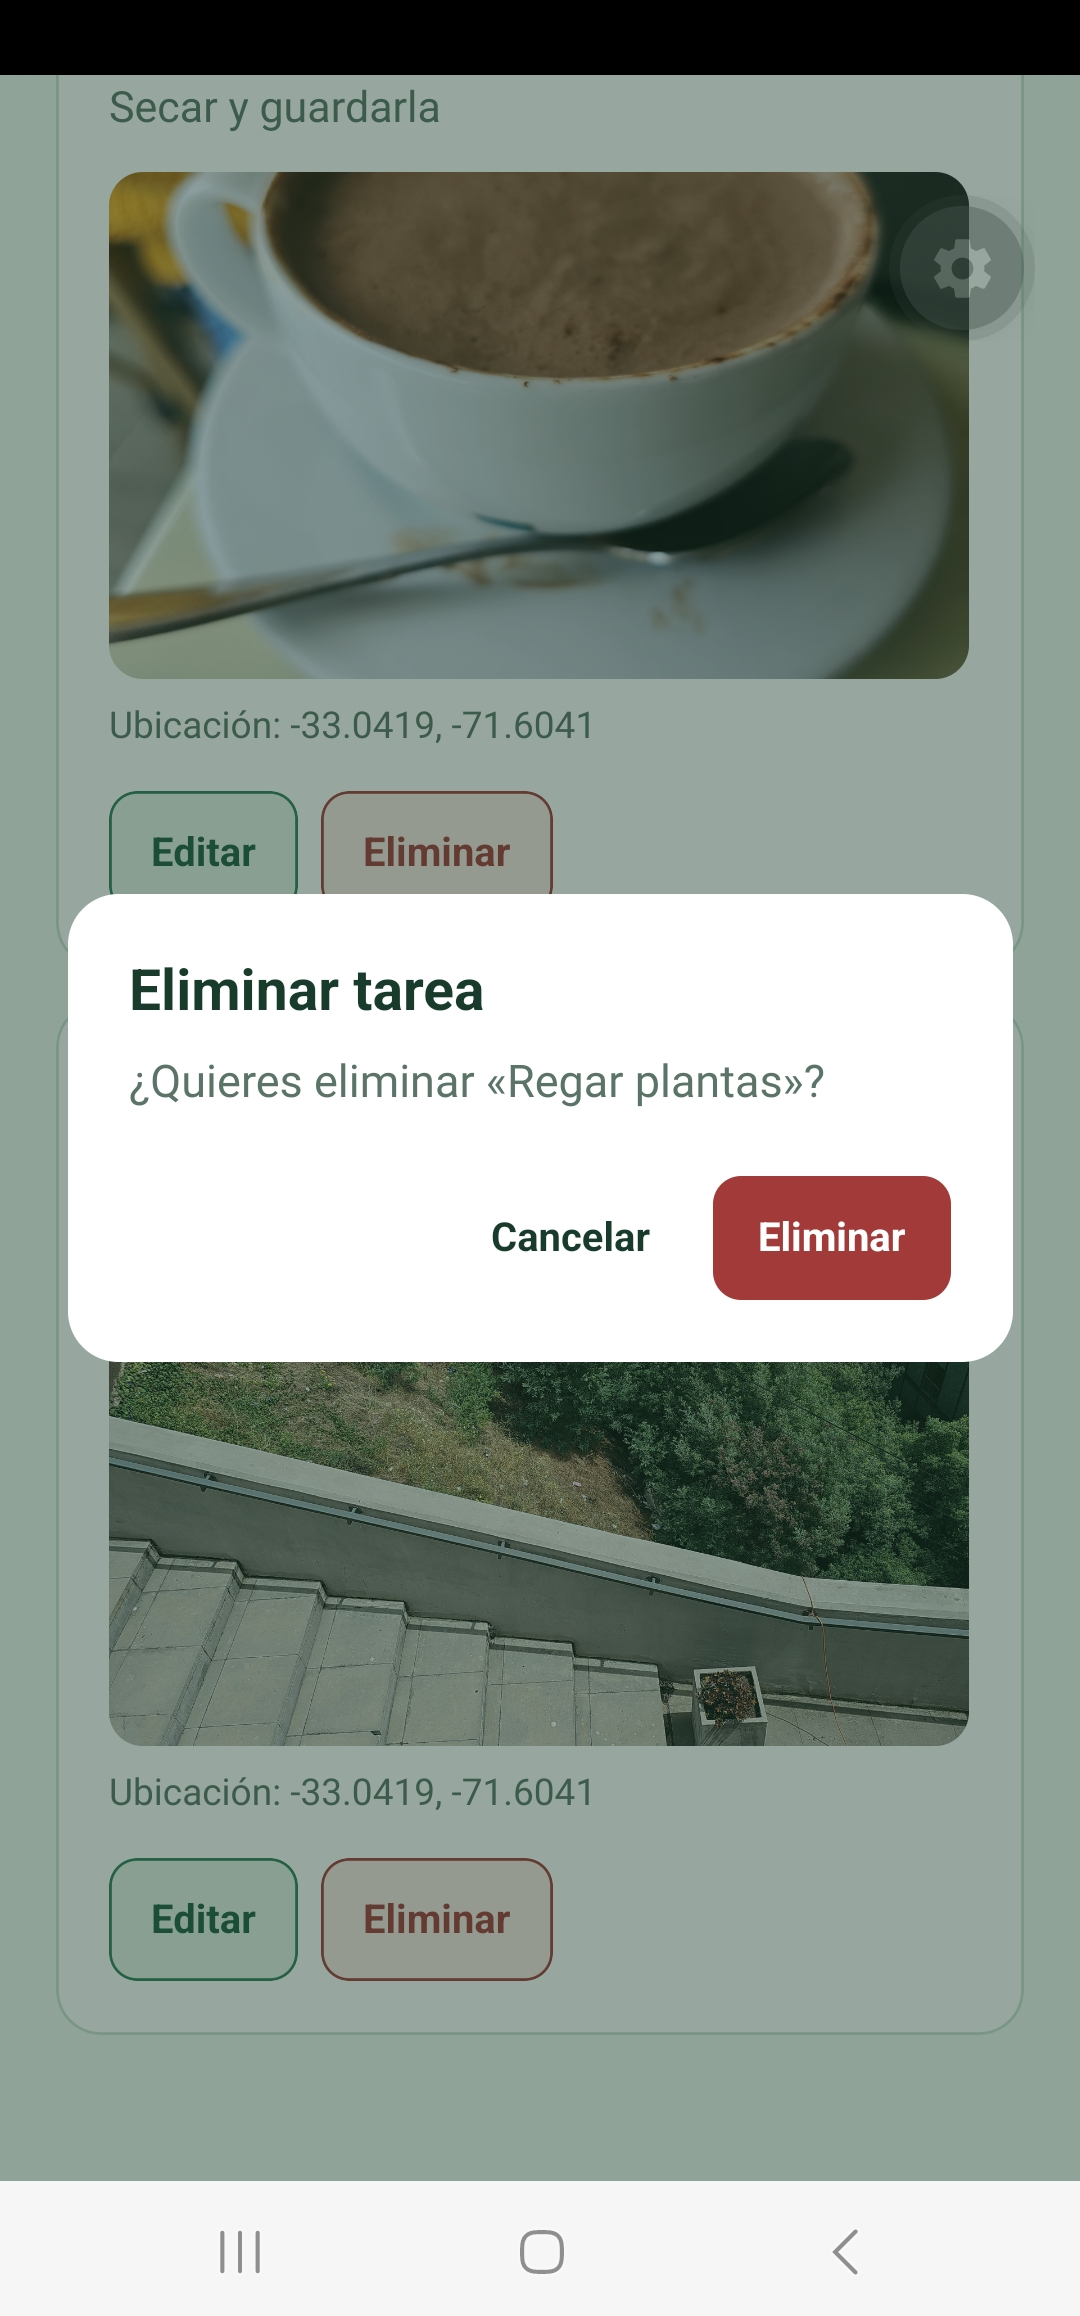 Secar y guardarla
Ubicación: -33.0419, -71.6041
Editar
Eliminar
Eliminar tarea
¿Quieres eliminar «Regar plantas»?
Cancelar
Eliminar
Ubicación: -33.0419, -71.6041
Editar
Eliminar